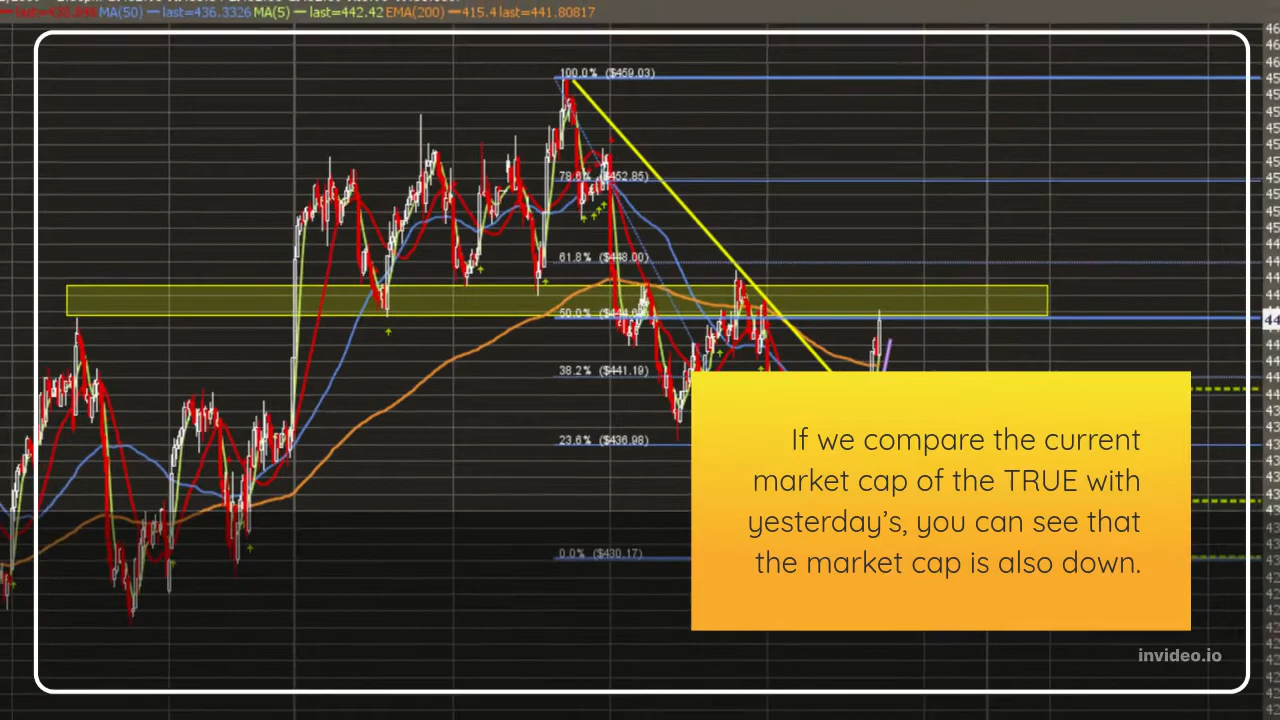 MA(50) — last=436.3326 MA(5) — last=442.42 EMA(200) — 415.4 last=441.80817
100.0% ($459.03)
78.6% ($452.85)
61.8% ($448.00)
50.0%
38.2% ($441.19)
23.6% ($436.98)
0.0% ($430.17)
44
If we compare the current
market cap of the TRUE with
yesterday’s, you can see that
the market cap is also down.
invideo.io